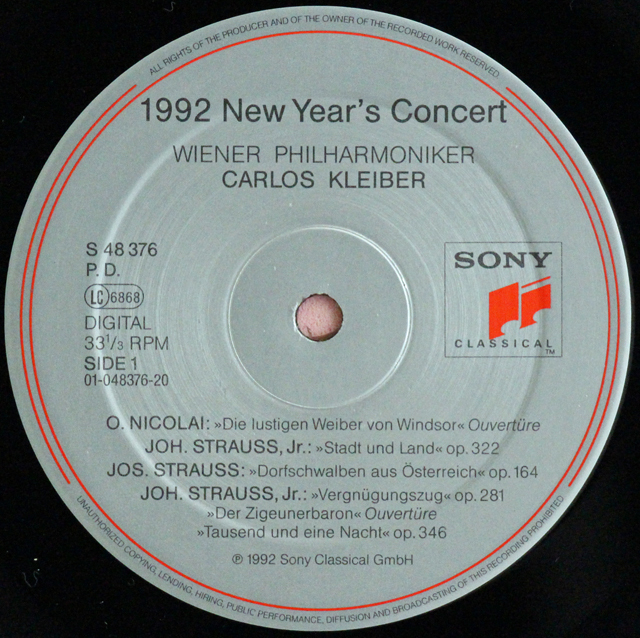 ALL RIGHTS OF THE PRODUCER AND OF THE OWNER OF THE RECORDED WORK RESERVED
1992 New Year's Concert
WIENER PHILHARMONIKER
CARLOS KLEIBER
S 48 376
P. D.
LC 6868
DIGITAL
33 1/3 RPM
SIDE 1
01-048376-20
SONY
CLASSICAL
TM
O. NICOLAI: »Die lustigen Weiber von Windsor« Ouvertüre
JOH. STRAUSS, Jr.: »Stadt und Land« op. 322
JOS. STRAUSS: »Dorfschwalben aus Österreich« op. 164
JOH. STRAUSS, Jr.: »Vergnügungszug« op. 281
»Der Zigeunerbaron« Ouvertüre
»Tausend und eine Nacht« op. 346
℗ 1992 Sony Classical GmbH
UNAUTHORIZED COPYING, LENDING, HIRING, PUBLIC PERFORMANCE, DIFFUSION AND BROADCASTING OF THIS RECORDING PROHIBITED